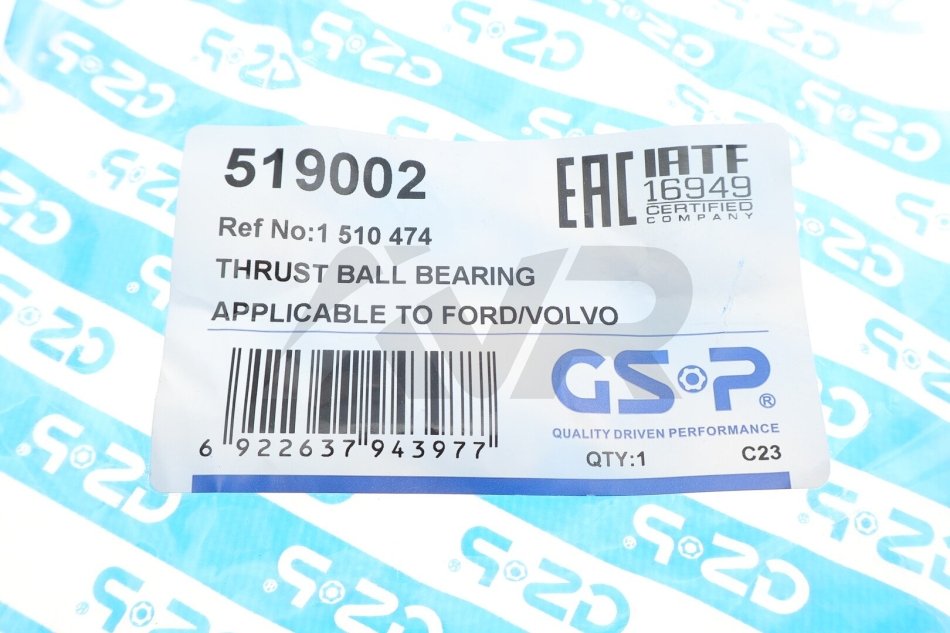 519002
EAC
IATF
16949
CERTIFIED
COMPANY
Ref No:1 510 474
THRUST BALL BEARING
APPLICABLE TO FORD/VOLVO
6 922637 943977
GS·P®
QUALITY DRIVEN PERFORMANCE
QTY:1
C23